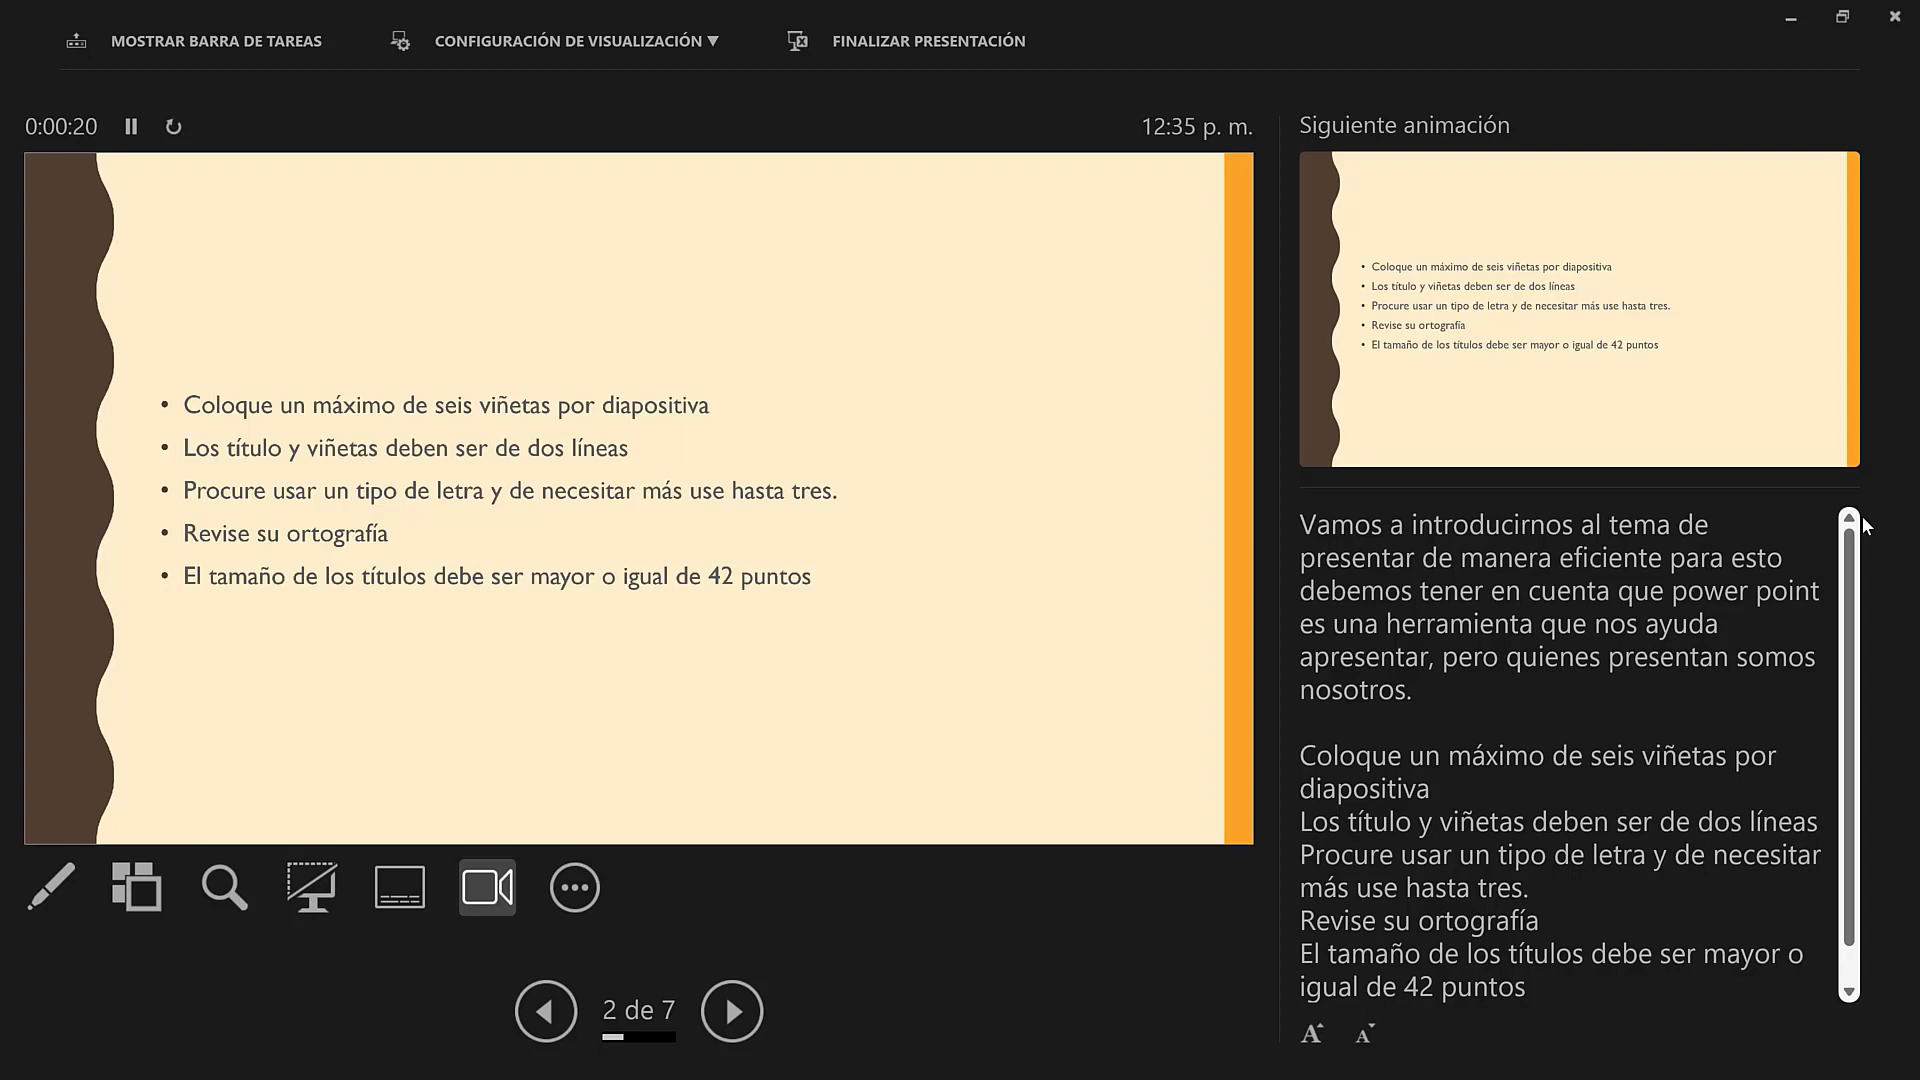 MOSTRAR BARRA DE TAREAS
CONFIGURACIÓN DE VISUALIZACIÓN ▼
FINALIZAR PRESENTACIÓN
0:00:20
12:35 p. m.
• Coloque un máximo de seis viñetas por diapositiva
• Los título y viñetas deben ser de dos líneas
• Procure usar un tipo de letra y de necesitar más use hasta tres.
• Revise su ortografía
• El tamaño de los títulos debe ser mayor o igual de 42 puntos
2 de 7
Siguiente animación
• Coloque un máximo de seis viñetas por diapositiva
• Los título y viñetas deben ser de dos líneas
• Procure usar un tipo de letra y de necesitar más use hasta tres.
• Revise su ortografía
• El tamaño de los títulos debe ser mayor o igual de 42 puntos
Vamos a introducirnos al tema de
presentar de manera eficiente para esto
debemos tener en cuenta que power point
es una herramienta que nos ayuda
apresentar, pero quienes presentan somos
nosotros.
Coloque un máximo de seis viñetas por
diapositiva
Los título y viñetas deben ser de dos líneas
Procure usar un tipo de letra y de necesitar
más use hasta tres.
Revise su ortografía
El tamaño de los títulos debe ser mayor o
igual de 42 puntos
A A